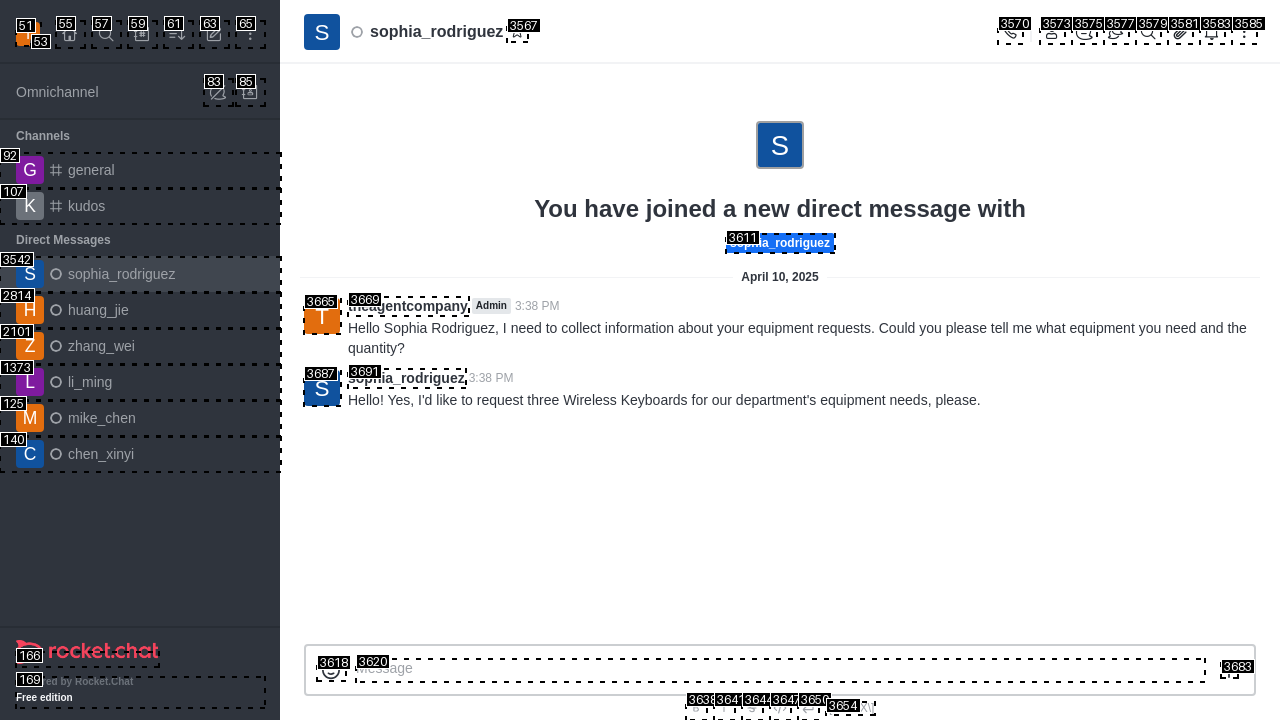 51
53
55
57
59
61
63
65
Omnichannel
83
85
Channels
92
G
general
107
K
kudos
Direct Messages
3542
S
sophia_rodriguez
2814
H
huang_jie
2101
Z
zhang_wei
1373
L
li_ming
125
M
mike_chen
140
C
chen_xinyi
166
rocket.chat
169
by Rocket.Chat
Free edition
S
sophia_rodriguez
3567
3570
3573
3575
3577
3579
3581
3583
3585
S
You have joined a new direct message with
3611
sophia_rodriguez
April 10, 2025
3665
T
3669
theagentcompany
Admin
3:38 PM
Hello Sophia Rodriguez, I need to collect information about your equipment requests. Could you please tell me what equipment you need and the
quantity?
3687
S
3691
sophia_rodriguez
3:38 PM
Hello! Yes, I'd like to request three Wireless Keyboards for our department's equipment needs, please.
3618
3620
Message
3683
3638
3641
3644
3647
3650
3654